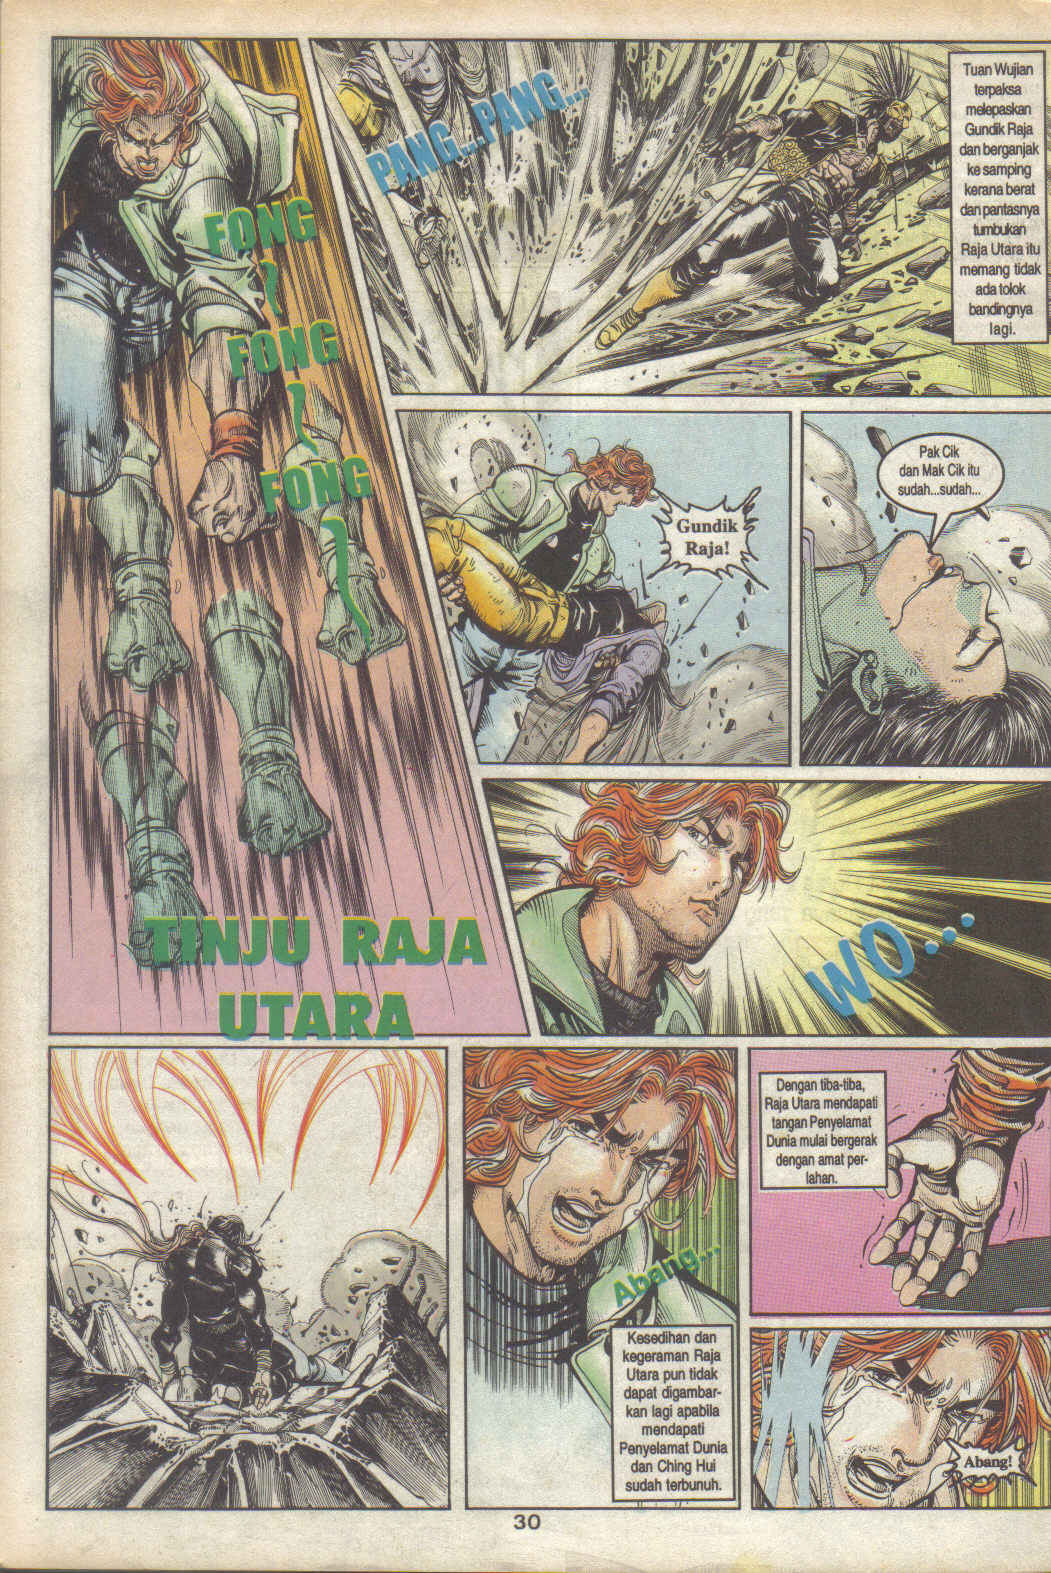 FONG
FONG
FONG
TINJU RAJA
UTARA
PANG...PANG...
Tuan Wujian
terpaksa
melepaskan
Gundik Raja
dan berganjak
ke samping
kerana berat
dan pantasnya
tumbukan
Raja Utara itu
memang tidak
ada tolok
bandingnya
lagi.
Gundik
Raja!
Pak Cik
dan Mak Cik itu
sudah...sudah...
WO...
Abang...
Kesedihan dan
kegeraman Raja
Utara pun tidak
dapat digambar-
kan lagi apabila
mendapati
Penyelamat Dunia
dan Ching Hui
sudah terbunuh.
Dengan tiba-tiba,
Raja Utara mendapati
tangan Penyelamat
Dunia mulai bergerak
dengan amat per-
lahan.
Abang!
30